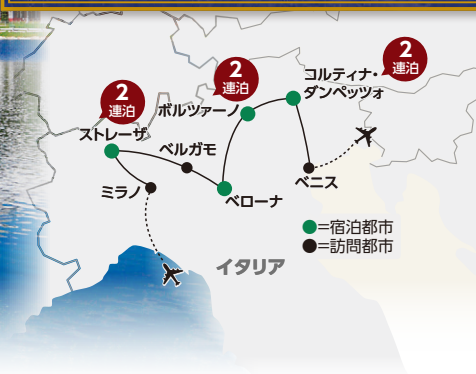 2
連泊
コルティナ・
ダンペッツォ
2
連泊
ボルツァーノ
2
連泊
ストレーザ
ベルガモ
ミラノ
ベローナ
ベニス
=宿泊都市
=訪問都市
イタリア